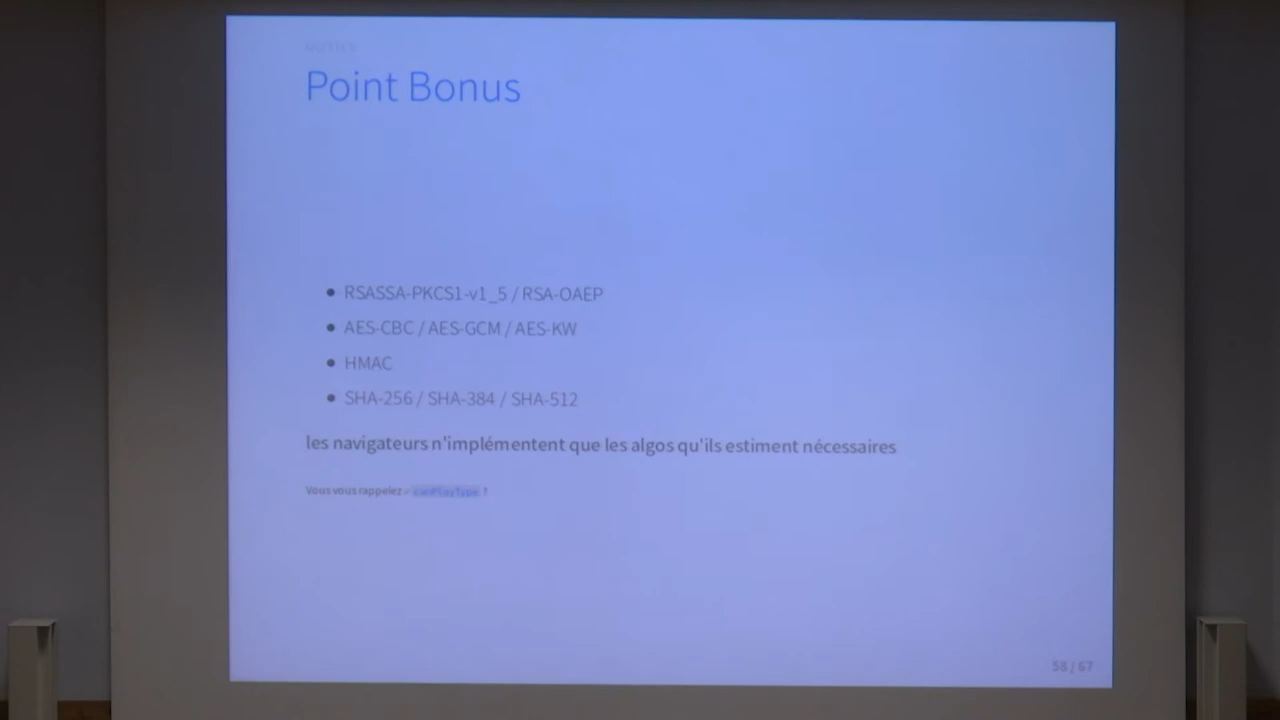 Point Bonus
RSASSA-PKCS1-v1_5 / RSA-OAEP
AES-CBC / AES-GCM / AES-KW
HMAC
SHA-256 / SHA-384 / SHA-512
les navigateurs n'implémentent que les algos qu'ils estiment nécessaires
Vous vous rappelez canPlayType ?
58 / 67